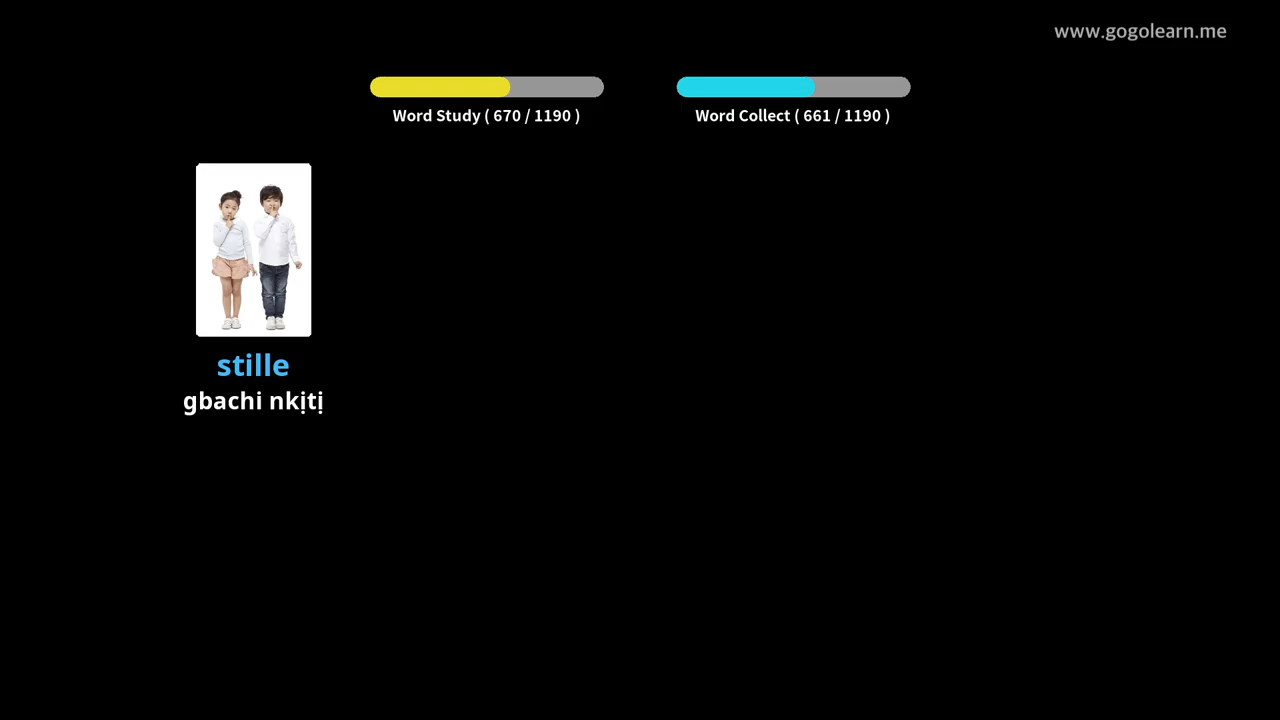 www.gogolearn.me
Word Study ( 670 / 1190 )
Word Collect ( 661 / 1190 )
stille
gbachi nkịtị